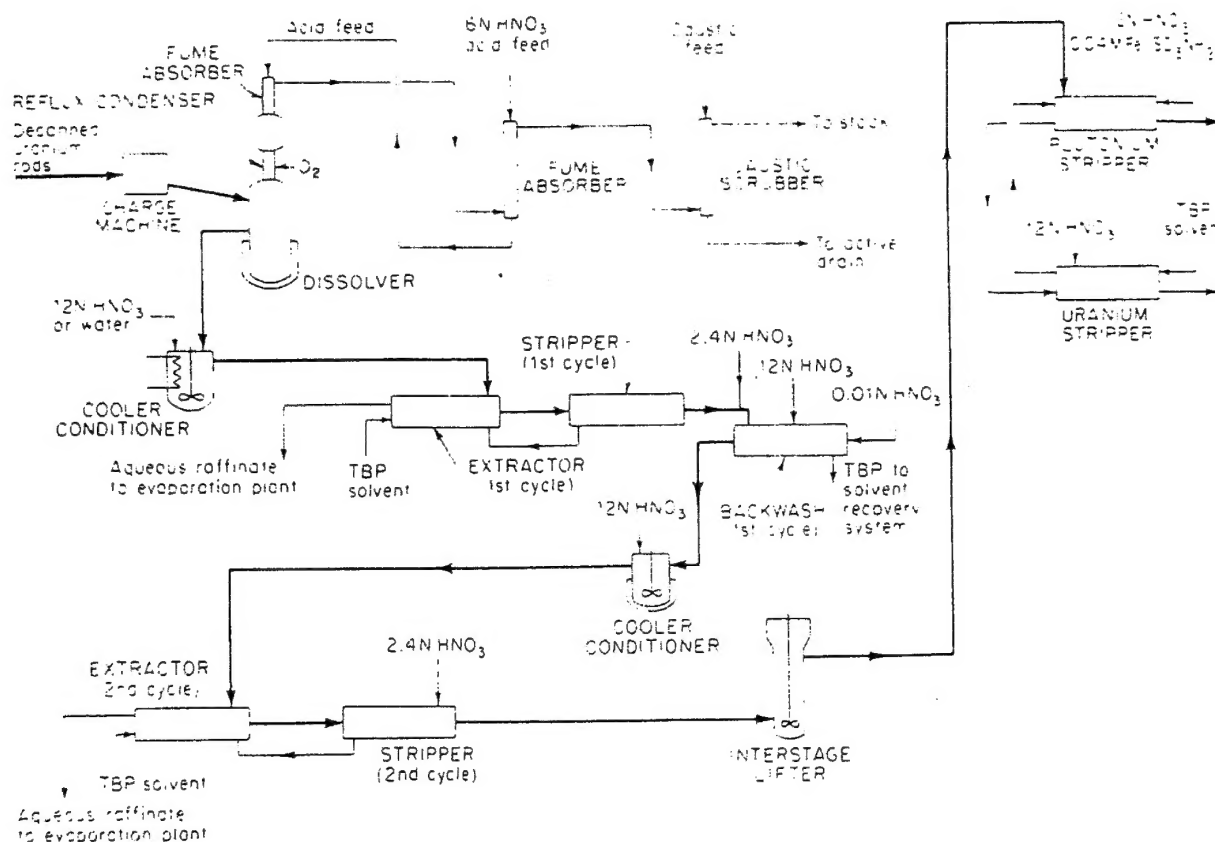 Acid feed
6N HNO3
acid feed
feed
FUME
ABSORBER
REFLUX CONDENSER
rods
O2
CHARGE
MACHINE
FUME
ABSORBER
To stack
SCRUBBER
To active
drain
DISSOLVER
PLUTONIUM
STRIPPER
12N HNO3
TBP
solvent
URANIUM
STRIPPER
12N HNO3
or water
COOLER
CONDITIONER
STRIPPER
(1st cycle)
2.4N HNO3
12N HNO3
0.01N HNO3
Aqueous raffinate
to evaporation plant
TBP
solvent
EXTRACTOR
(1st cycle)
BACKWASH
(1st cycle)
TBP to
solvent
recovery
system
12N HNO3
COOLER
CONDITIONER
EXTRACTOR
2nd cycle)
2.4N HNO3
STRIPPER
(2nd cycle)
INTERSTAGE
LIFTER
TBP solvent
Aqueous raffinate
to evaporation plant